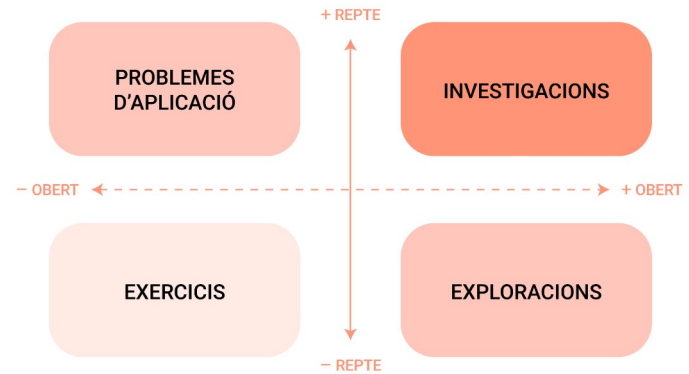 + REPTE
PROBLEMES
D'APLICACIÓ
INVESTIGACIONS
− OBERT
+ OBERT
EXERCICIS
EXPLORACIONS
− REPTE